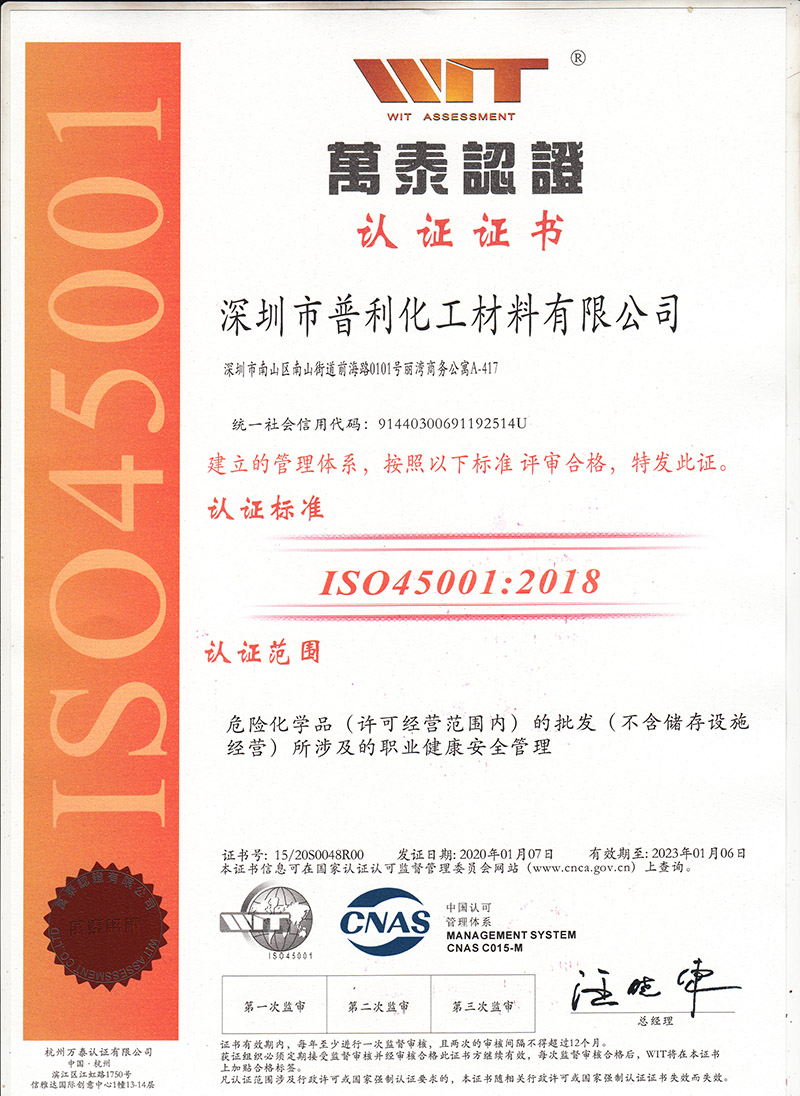 WIT
®
WIT ASSESSMENT
萬泰認證
认证证书
ISO45001
深圳市普利化工材料有限公司
深圳市南山区南山街道前海路0101号丽湾商务公寓A-417
统一社会信用代码：91440300691192514U
建立的管理体系，按照以下标准评审合格，特发此证。
认证标准
ISO45001:2018
认证范围
危险化学品（许可经营范围内）的批发（不含储存设施
经营）所涉及的职业健康安全管理
证书号: 15/20S0048R00 发证日期: 2020年01月07日 有效期至: 2023年01月06日
本证书信息可在国家认证认可监督管理委员会网站（www.cnca.gov.cn）上查询。
WIT
ISO45001
CNAS
中国认可
管理体系
MANAGEMENT SYSTEM
CNAS C015-M
萬泰認證有限公司
WIT ASSESSMENT CO.,LTD
第一次监审 第二次监审 第三次监审
总经理
证书有效期内，每年至少进行一次监督审核，且两次的审核间隔不得超过12个月。
获证组织必须定期接受监督审核并经审核合格此证书方继续有效，每次监督审核合格后，WIT将在本证书
上加贴合格标签。
凡认证范围涉及行政许可或国家强制认证要求的，本证书随相关行政许可或国家强制认证证书失效而失效。
杭州万泰认证有限公司
中国·杭州
滨江区江虹路1750号
信雅达国际创意中心1幢13-14层